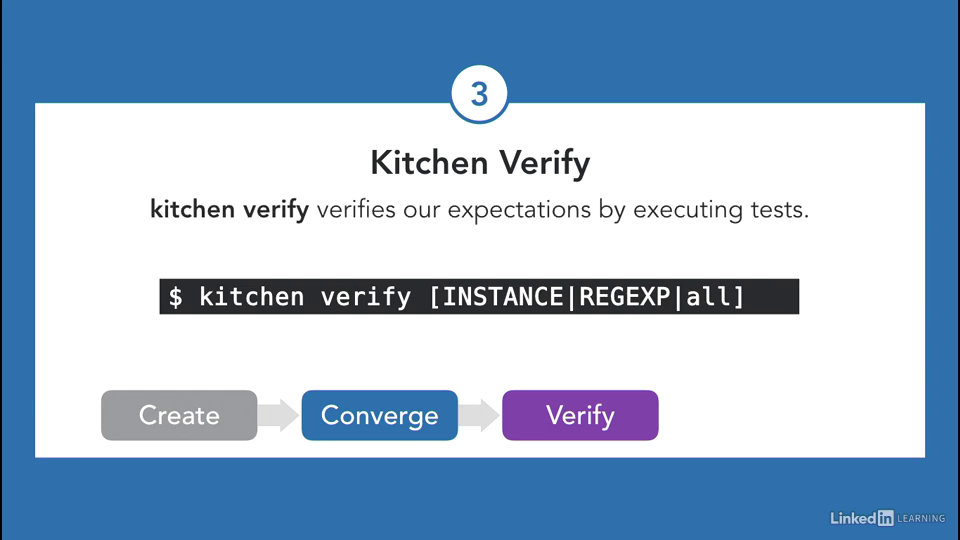 3
Kitchen Verify
kitchen verify verifies our expectations by executing tests.
$ kitchen verify [INSTANCE|REGEXP|all]
Create
Converge
Verify
Linked in LEARNING